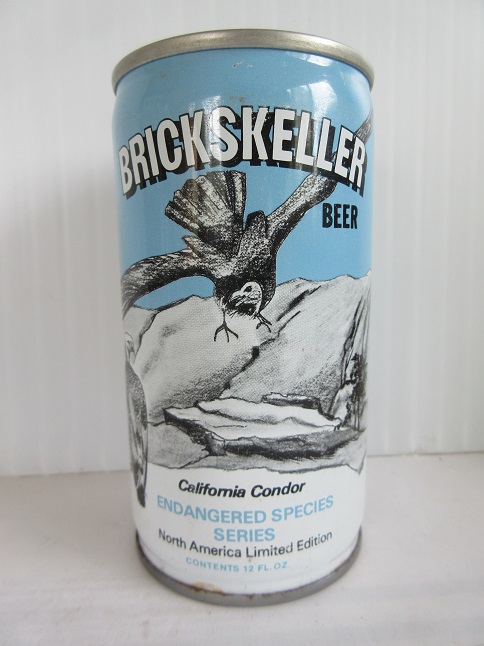 BRICKSKELLER
BEER
California Condor
ENDANGERED SPECIES
SERIES
North America Limited Edition
CONTENTS 12 FL. OZ.